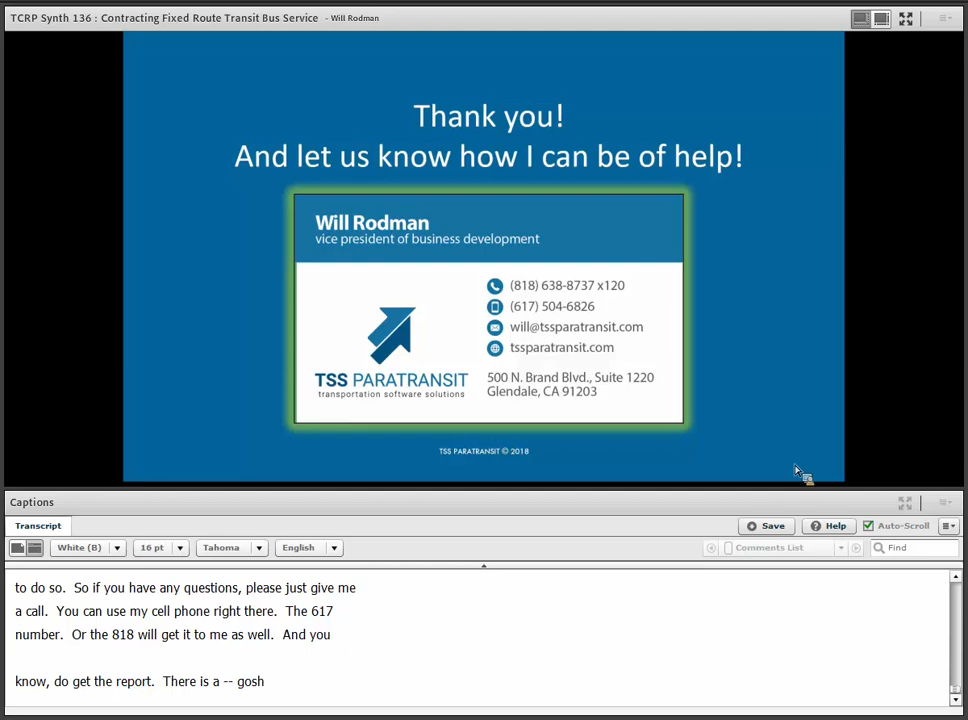 TCRP Synth 136 : Contracting Fixed Route Transit Bus Service - Will Rodman
Thank you!
And let us know how I can be of help!
Will Rodman
vice president of business development
(818) 638-8737 x120
(617) 504-6826
will@tssparatransit.com
tssparatransit.com
500 N. Brand Blvd., Suite 1220
Glendale, CA 91203
TSS PARATRANSIT
transportation software solutions
TSS PARATRANSIT © 2018
Captions
Transcript
Save
Help
Auto-Scroll
White (B)
16 pt
Tahoma
English
Comments List
Find
to do so. So if you have any questions, please just give me
a call. You can use my cell phone right there. The 617
number. Or the 818 will get it to me as well. And you
know, do get the report. There is a -- gosh